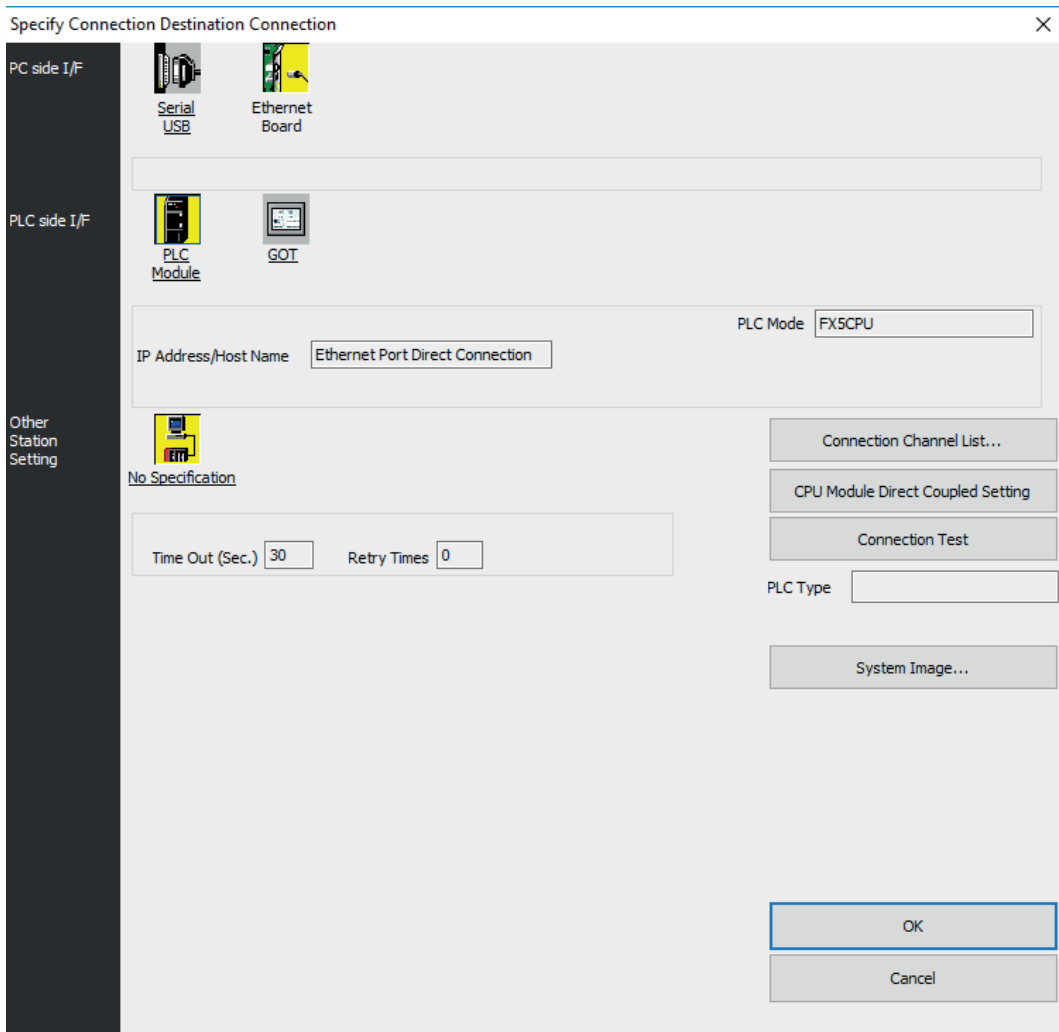 Specify Connection Destination Connection
PC side I/F
Serial
USB
Ethernet
Board
PLC side I/F
PLC
Module
GOT
PLC Mode FX5CPU
IP Address/Host Name Ethernet Port Direct Connection
Other
Station
Setting
No Specification
Connection Channel List...
CPU Module Direct Coupled Setting
Time Out (Sec.) 30 Retry Times 0
Connection Test
PLC Type
System Image...
OK
Cancel